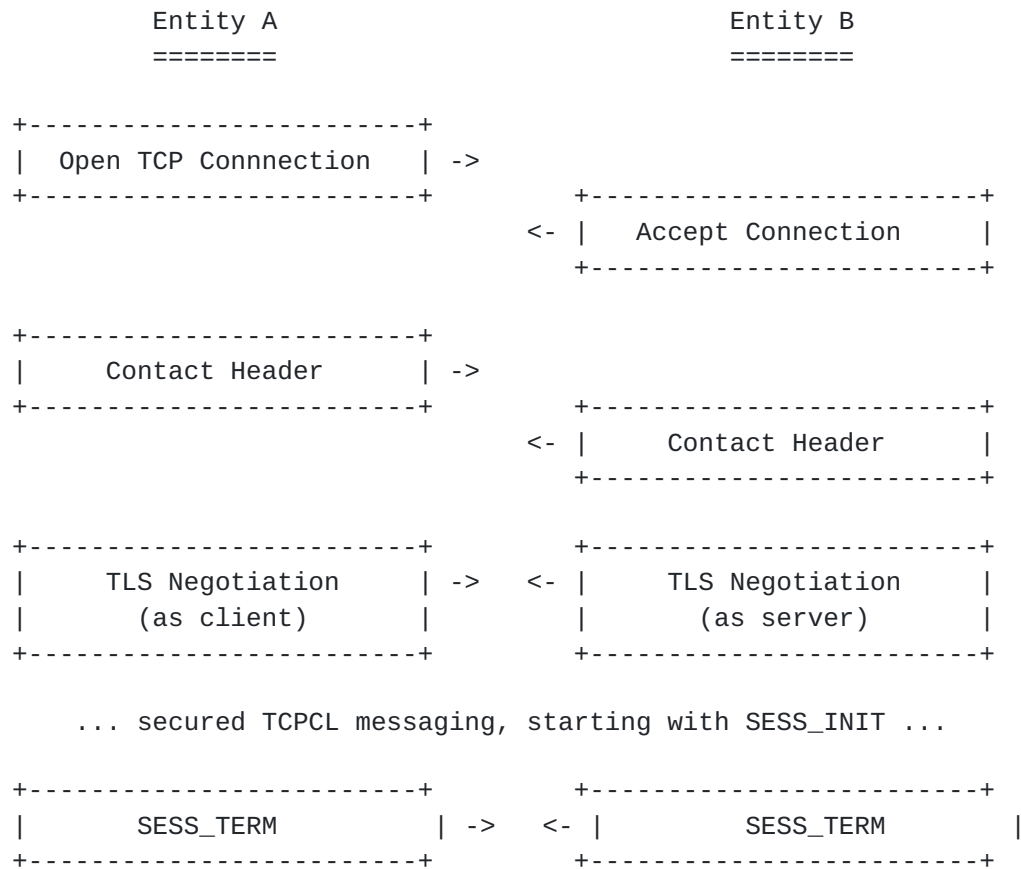 Entity A                             Entity B
         ========                             ========

+-------------------------+
|  Open TCP Connnection   | ->
+-------------------------+         +-------------------------+
                                 <- |   Accept Connection     |
                                    +-------------------------+

+-------------------------+
|     Contact Header      | ->
+-------------------------+         +-------------------------+
                                 <- |     Contact Header      |
                                    +-------------------------+

+-------------------------+         +-------------------------+
|     TLS Negotiation     | ->   <- |     TLS Negotiation     |
|       (as client)       |         |       (as server)       |
+-------------------------+         +-------------------------+

    ... secured TCPCL messaging, starting with SESS_INIT ...

+-------------------------+         +-------------------------+
|       SESS_TERM          | ->   <- |         SESS_TERM        |
+-------------------------+         +-------------------------+